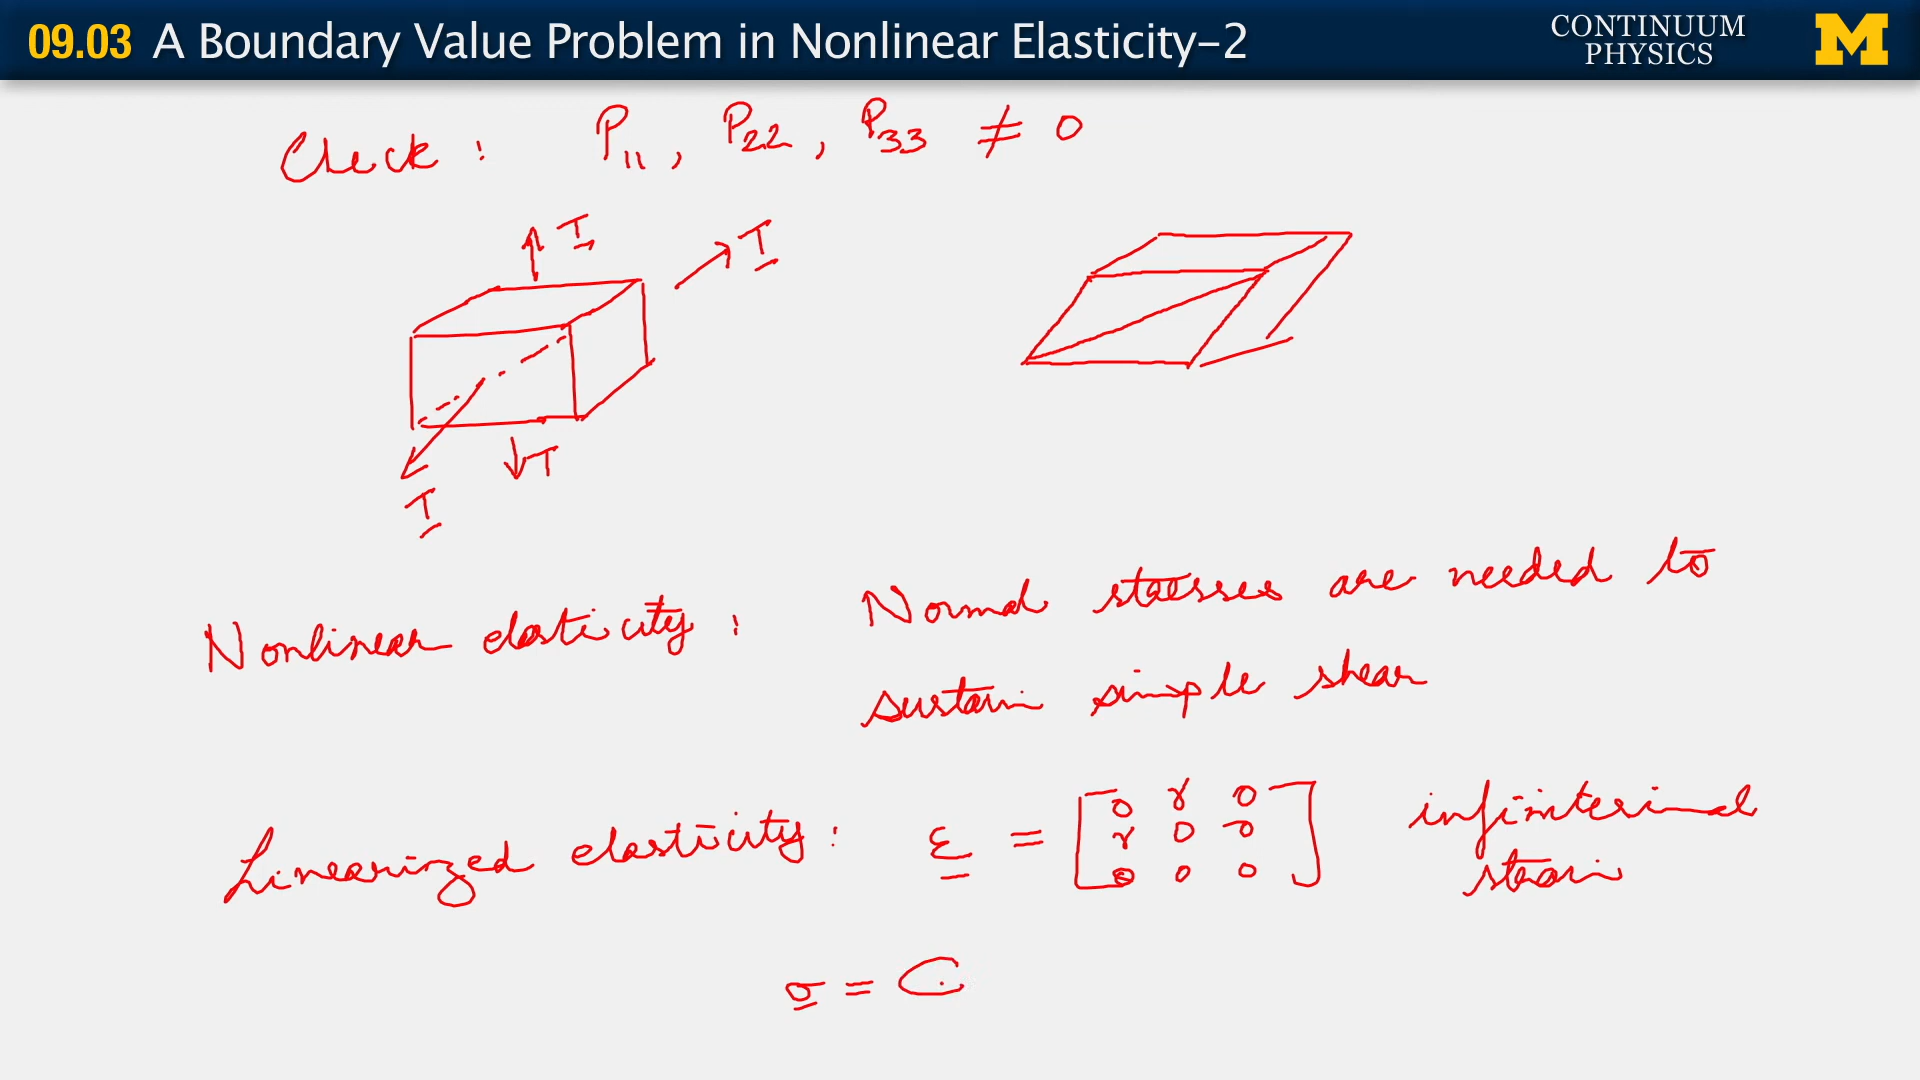 09.03 A Boundary Value Problem in Nonlinear Elasticity-2
CONTINUUM
PHYSICS
M
Check : P₁₁ , P₂₂ , P₃₃ ≠ 0
T
T
T
T
Nonlinear elasticity : Normal stresses are needed to
sustain simple shear
Linearized elasticity : ε = [0 γ 0
γ 0 0
0 0 0] infinitesimal
strain
σ = C